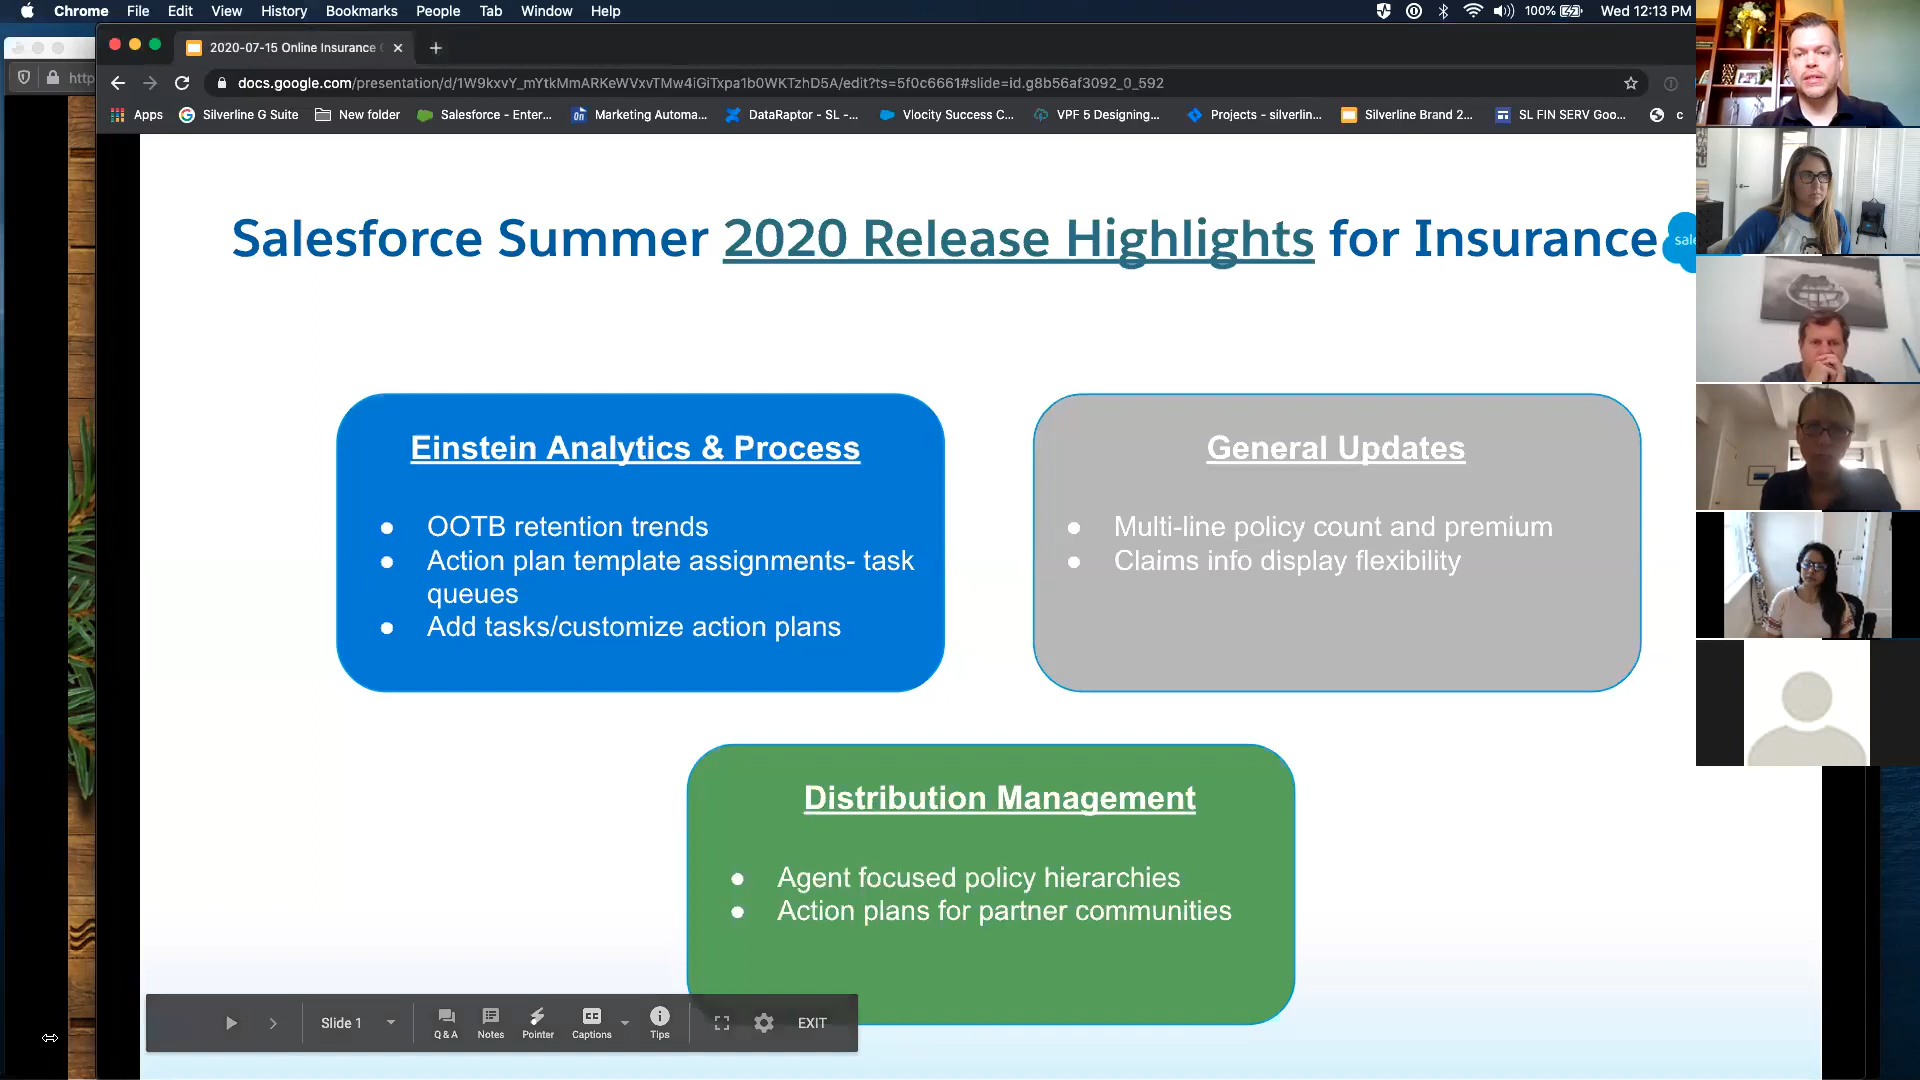 Chrome File Edit View History Bookmarks People Tab Window Help 100% Wed 12:13 PM
2020-07-15 Online Insurance
http
docs.google.com/presentation/d/1W9kxvY_mYtkMmARKeWVxvTMw4iGiTxpa1b0WKTzhD5A/edit?ts=5f0c6661#slide=id.g8b56af3092_0_592
Apps Silverline G Suite New folder Salesforce - Enter... Marketing Automa... DataRaptor - SL -... Vlocity Success C... VPF 5 Designing... Projects - silverlin... Silverline Brand 2... SL FIN SERV Goo... c
Salesforce Summer 2020 Release Highlights for Insurance
sale
Einstein Analytics & Process
● OOTB retention trends
● Action plan template assignments- task
queues
● Add tasks/customize action plans
General Updates
● Multi-line policy count and premium
● Claims info display flexibility
Distribution Management
● Agent focused policy hierarchies
● Action plans for partner communities
Slide 1 Q & A Notes Pointer Captions Tips EXIT